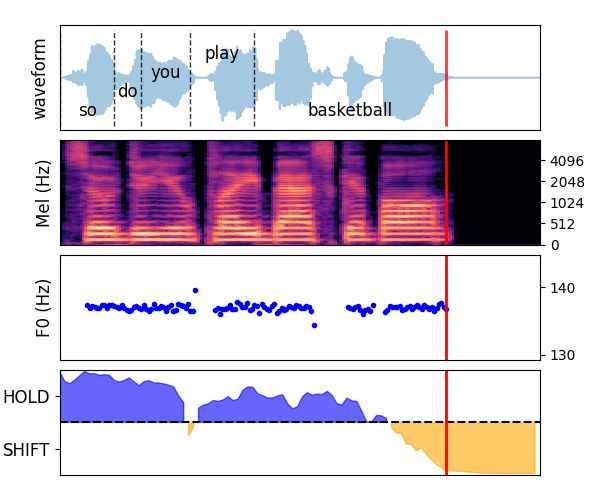 waveform
so
do
you
play
basketball
Mel (Hz)
4096
2048
1024
512
0
F0 (Hz)
140
130
HOLD
SHIFT